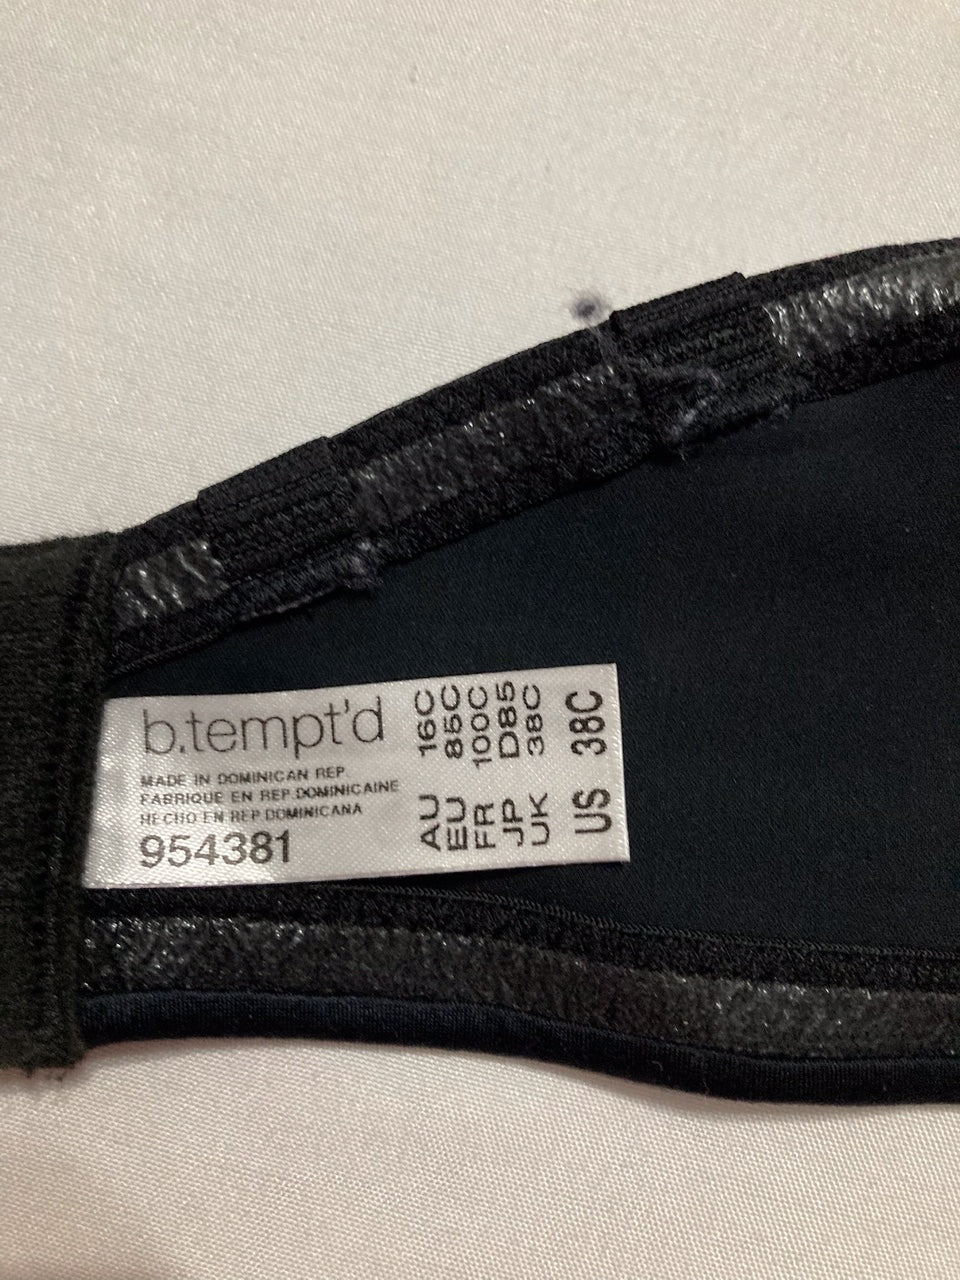 b.tempt'd
MADE IN DOMINICAN REP.
FABRIQUE EN REP.DOMINICAINE
HECHO EN REP DOMINICANA
954381
AU 16C
EU 85C
FR 100C
JP D85
UK 38C
US 38C